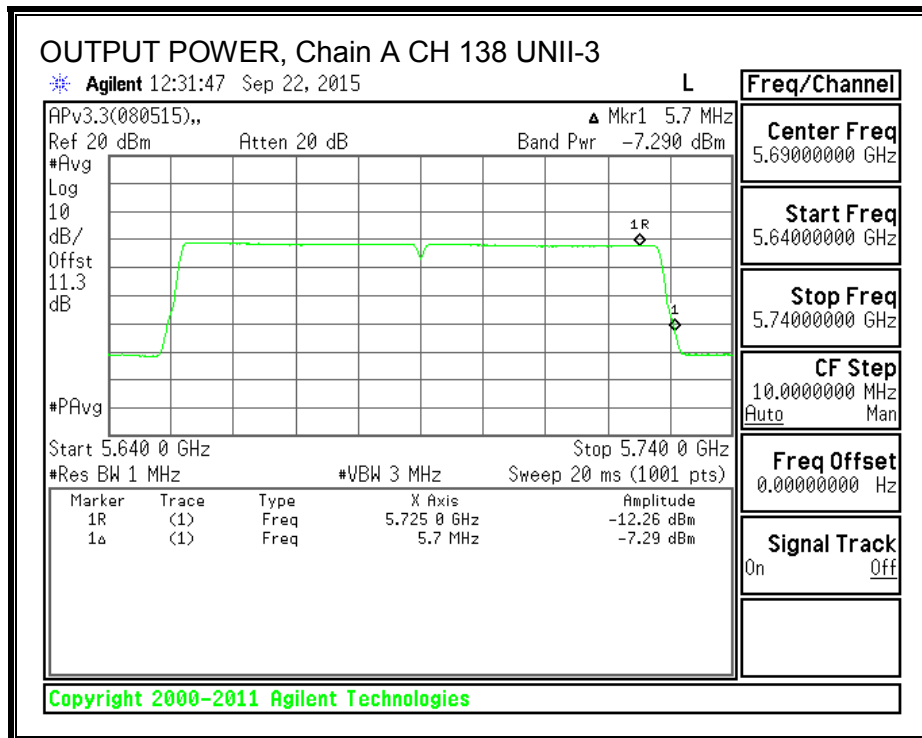 OUTPUT POWER, Chain A CH 138 UNII-3
Agilent 12:31:47 Sep 22, 2015 L
Freq/Channel
APv3.3(080515),, Δ Mkr1 5.7 MHz
Ref 20 dBm Atten 20 dB Band Pwr -7.290 dBm
#Avg
Log
10
dB/
Offst
11.3
dB
#PAvg
1R
1
Start 5.640 0 GHz Stop 5.740 0 GHz
#Res BW 1 MHz #VBW 3 MHz Sweep 20 ms (1001 pts)
Marker Trace Type X Axis Amplitude
1R (1) Freq 5.725 0 GHz -12.26 dBm
1Δ (1) Freq 5.7 MHz -7.29 dBm
Center Freq
5.69000000 GHz
Start Freq
5.64000000 GHz
Stop Freq
5.74000000 GHz
CF Step
10.0000000 MHz
Auto Man
Freq Offset
0.00000000 Hz
Signal Track
On Off
Copyright 2000-2011 Agilent Technologies